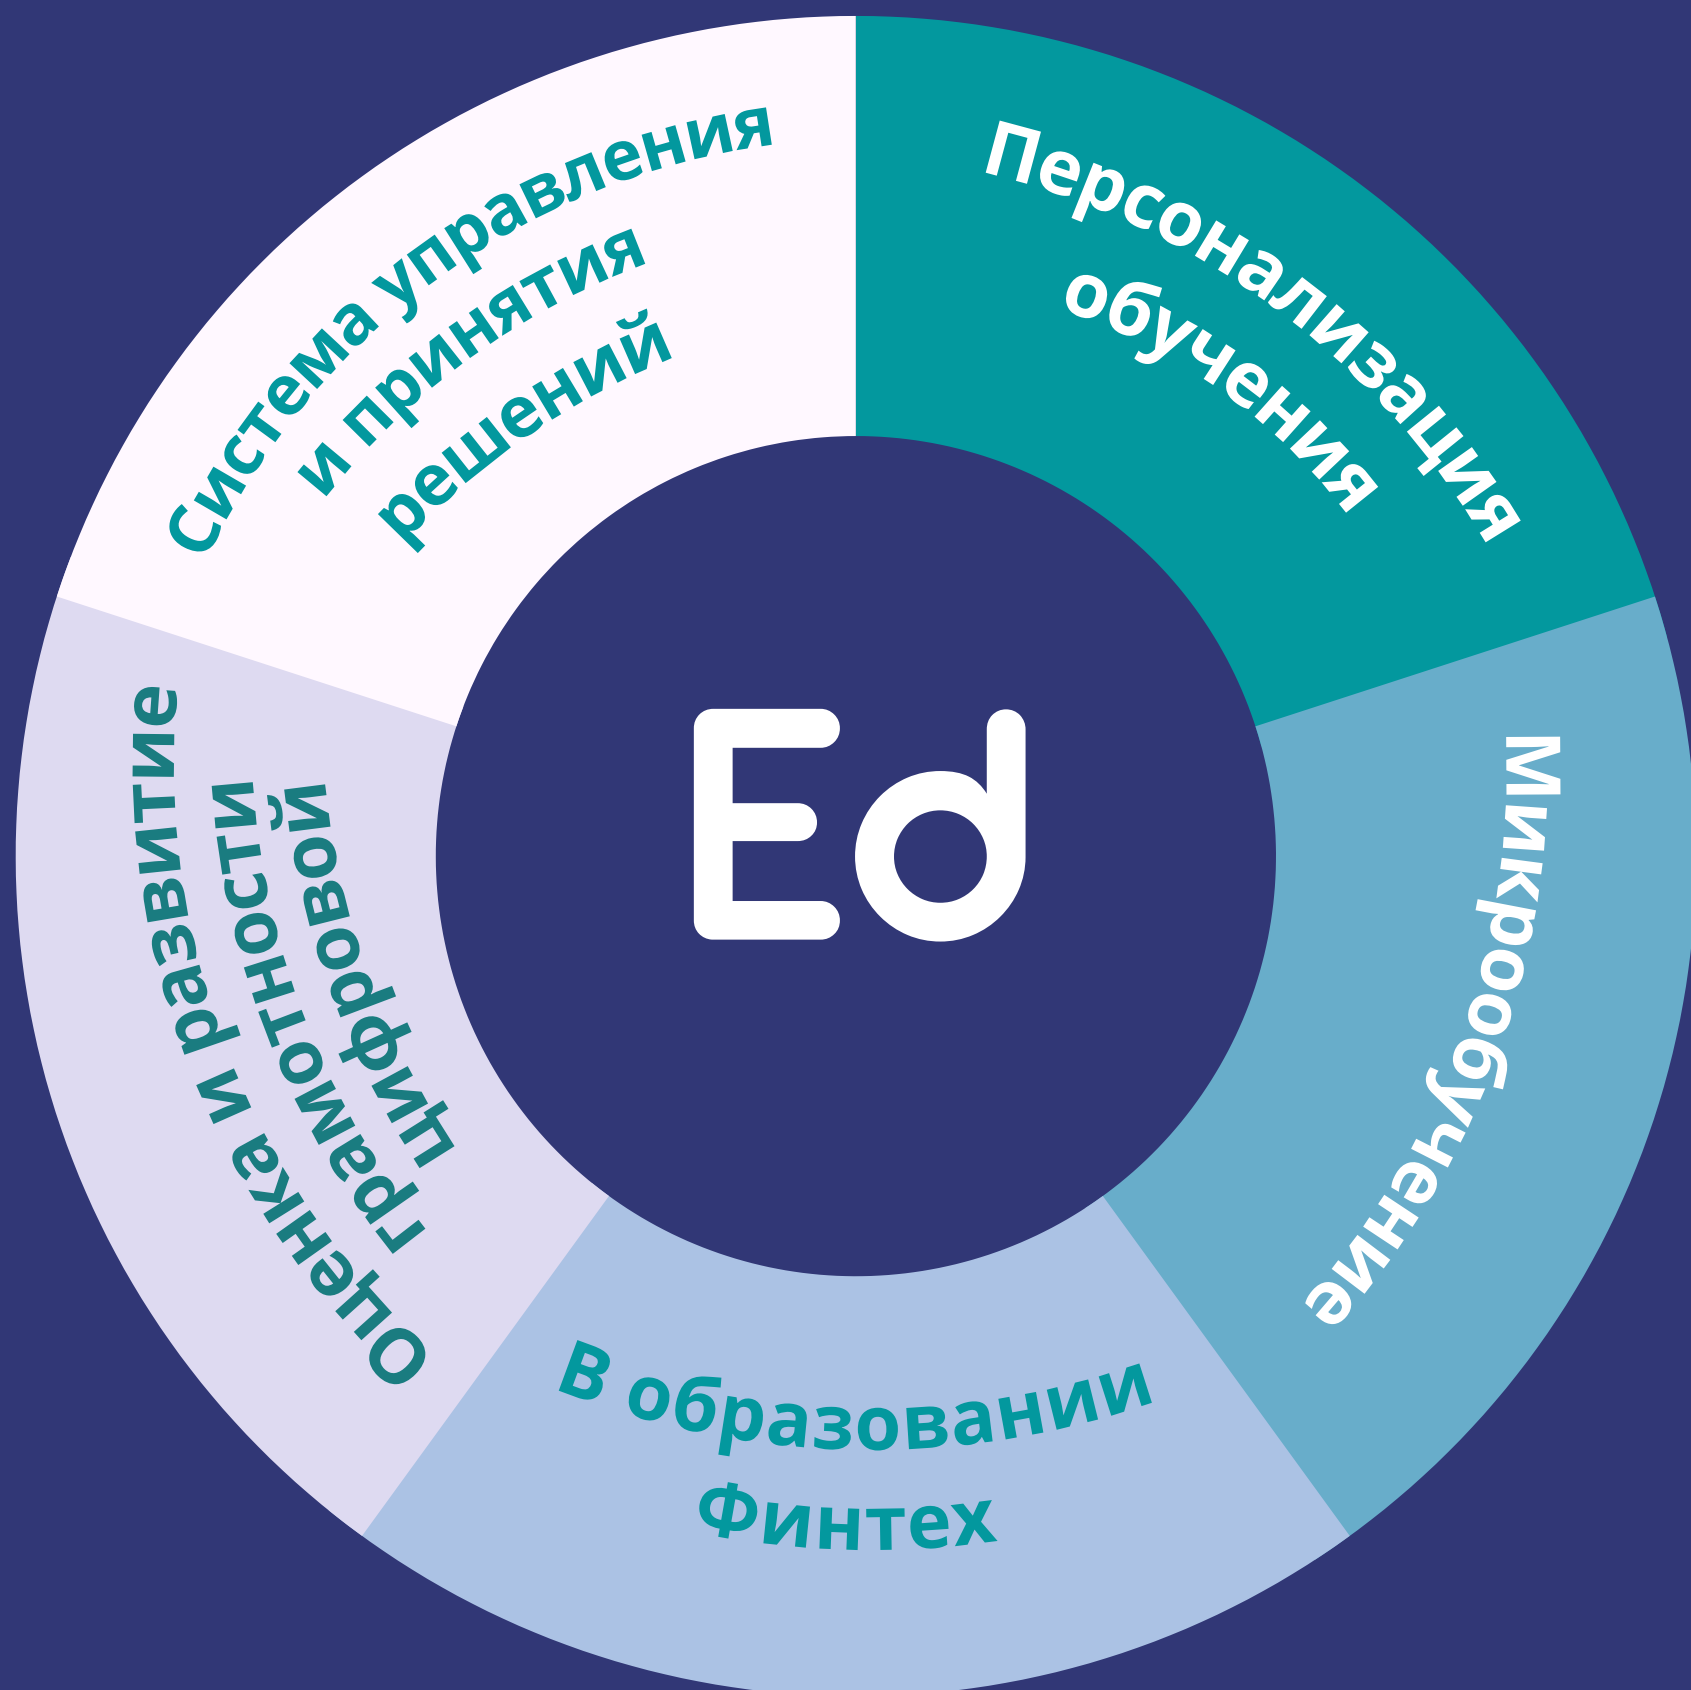 Персонализация
обучения
Микрообучение
В образовании
Финтех
Оценка и развитие
грамотности
цифровой
Система управления
и принятия
решений
Ed